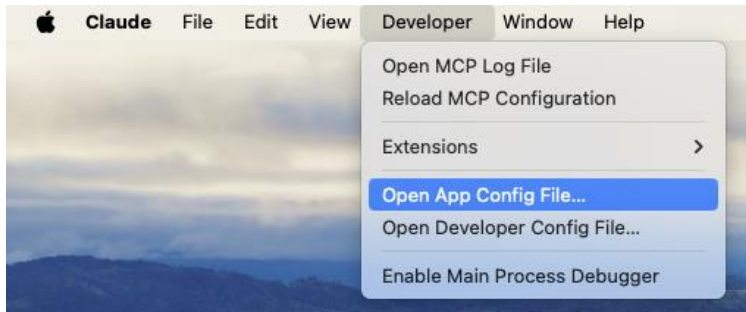 Claude File Edit View Developer Window Help
Open MCP Log File
Reload MCP Configuration
Extensions
Open App Config File...
Open Developer Config File...
Enable Main Process Debugger